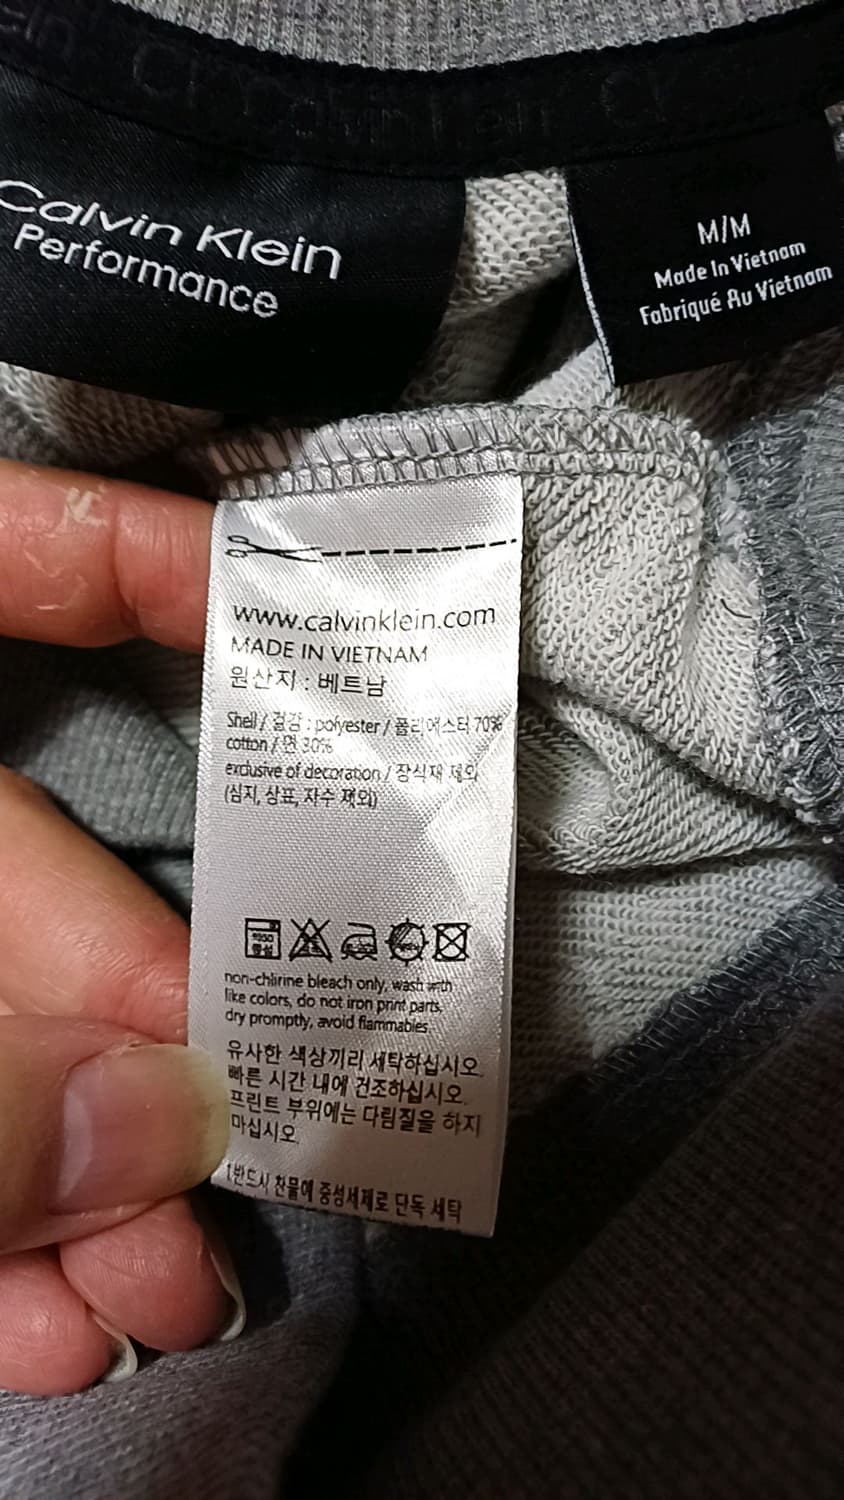 Calvin Klein
Calvin Klein
Performance
M/M
Made In Vietnam
Fabriqué Au Vietnam
www.calvinklein.com
MADE IN VIETNAM
원산지 : 베트남
Shell / 겉감 : polyester / 폴리에스터 70%
cotton / 면 30%
exclusive of decoration / 장식재 제외
(심지, 상표, 자수 제외)
non-chlirine bleach only, wash with
like colors, do not iron print parts,
dry promptly, avoid flammables.
유사한 색상끼리 세탁하십시오.
빠른 시간 내에 건조하십시오.
프린트 부위에는 다림질을 하지
마십시오.
반드시 찬물에 중성세제로 단독 세탁